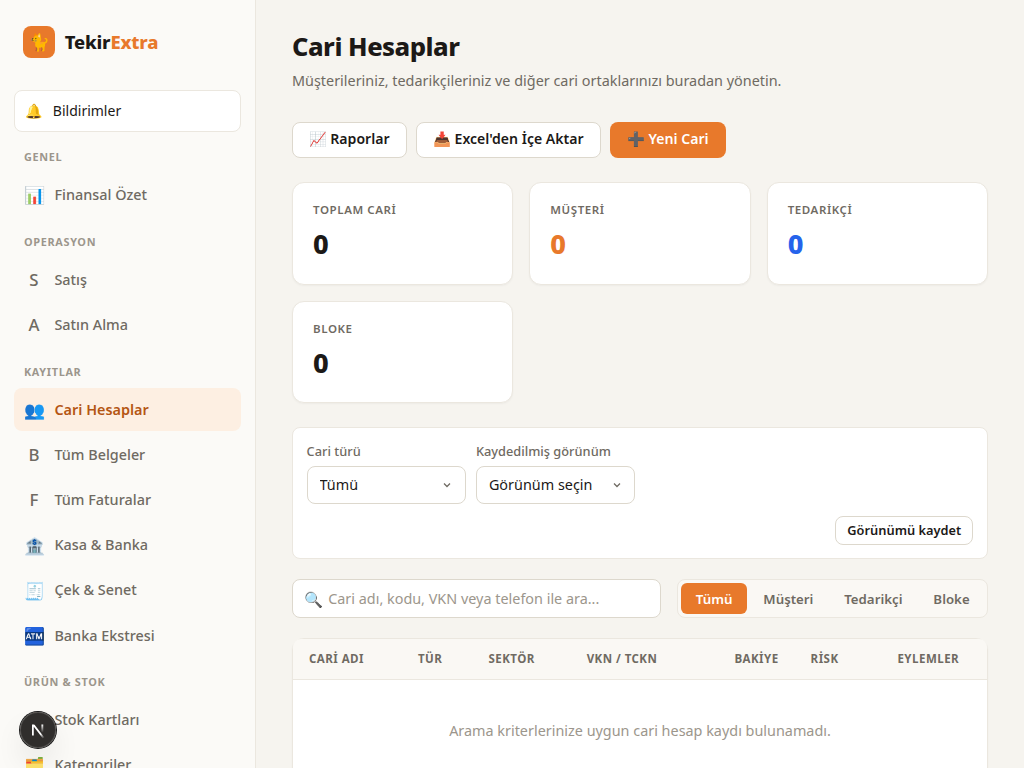 TekirExtra
Bildirimler
GENEL
Finansal Özet
OPERASYON
S Satış
A Satın Alma
KAYITLAR
Cari Hesaplar
B Tüm Belgeler
F Tüm Faturalar
Kasa & Banka
Çek & Senet
ATM Banka Ekstresi
ÜRÜN & STOK
N Stok Kartları
Kategoriler
Cari Hesaplar
Müşterileriniz, tedarikçileriniz ve diğer cari ortaklarınızı buradan yönetin.
Raporlar Excel'den İçe Aktar Yeni Cari
TOPLAM CARİ MÜŞTERİ TEDARİKÇİ
0 0 0
BLOKE
0
Cari türü Kaydedilmiş görünüm
Tümü Görünüm seçin
Görünümü kaydet
Cari adı, kodu, VKN veya telefon ile ara... Tümü Müşteri Tedarikçi Bloke
CARİ ADI TÜR SEKTÖR VKN / TCKN BAKİYE RİSK EYLEMLER
Arama kriterlerinize uygun cari hesap kaydı bulunamadı.